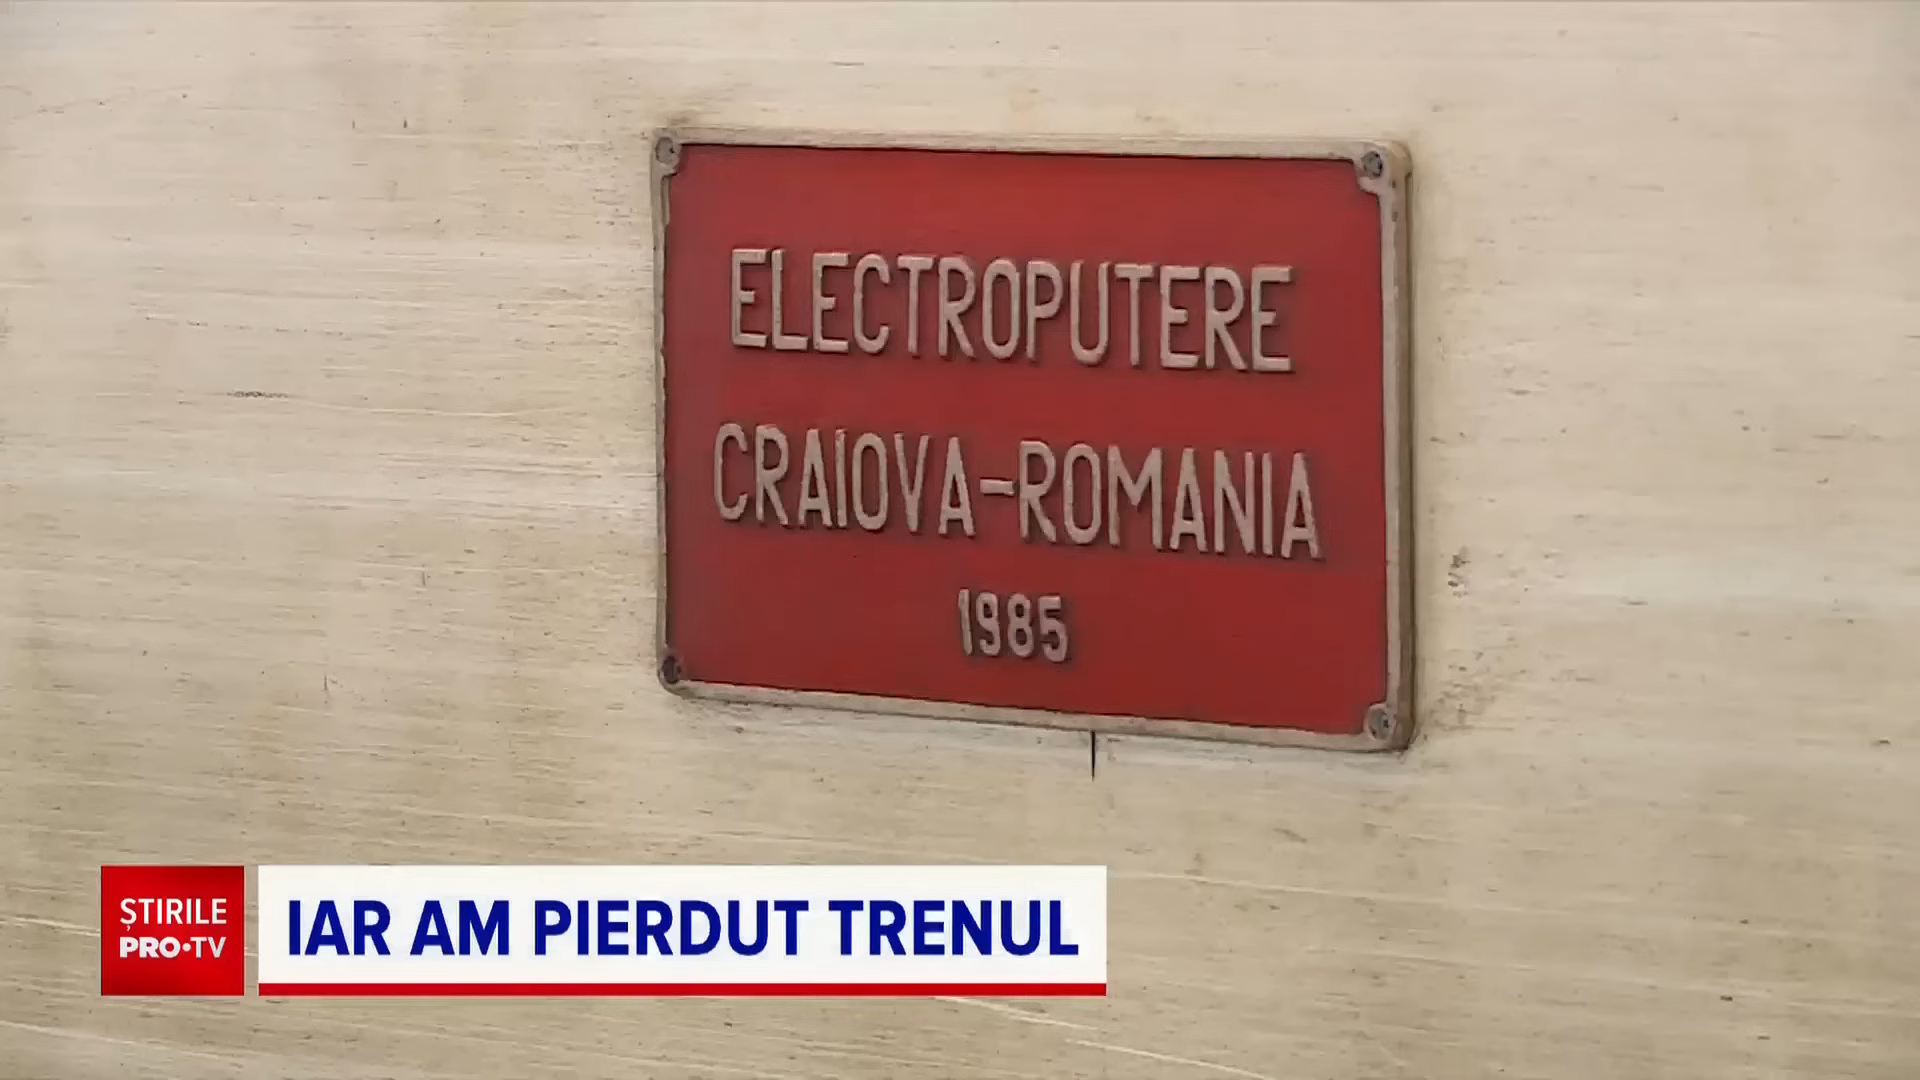 ELECTROPUTERE
CRAIOVA-ROMANIA
1985
ȘTIRILE
PRO•TV
IAR AM PIERDUT TRENUL